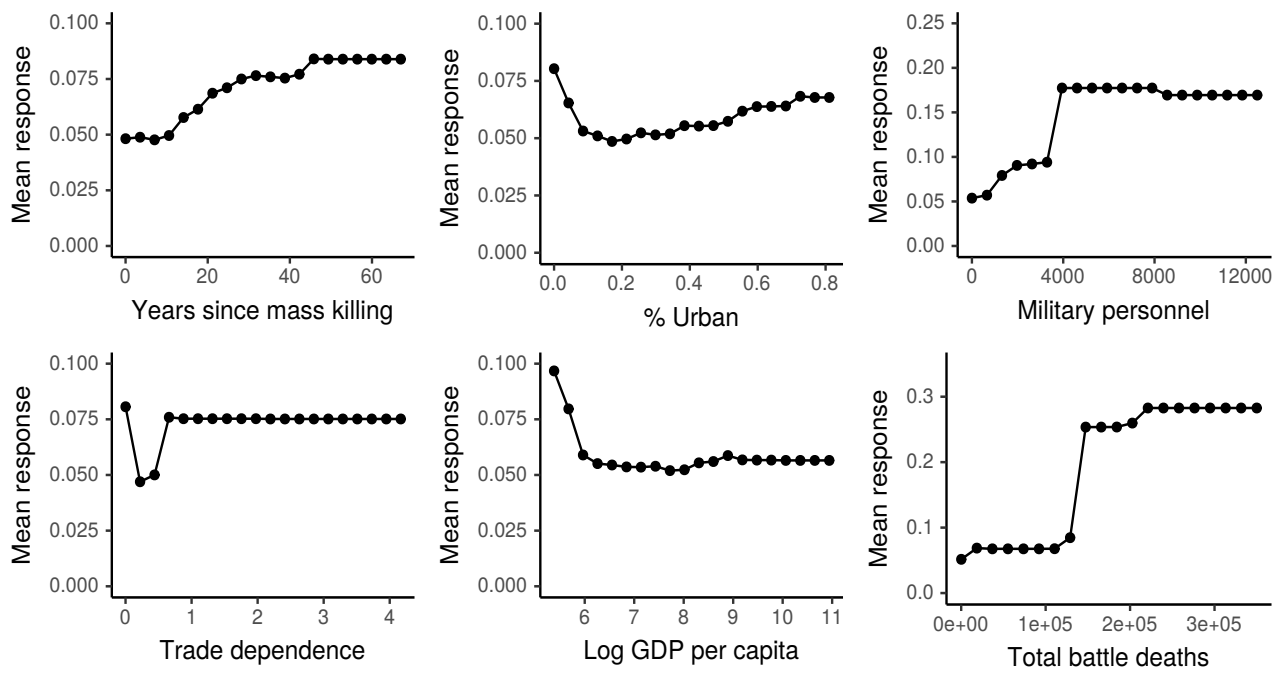 Mean response
0.100
0.075
0.050
0.025
0.000
0 20 40 60
Years since mass killing
Mean response
0.100
0.075
0.050
0.025
0.000
0.0 0.2 0.4 0.6 0.8
% Urban
Mean response
0.25
0.20
0.15
0.10
0.05
0.00
0 4000 8000 12000
Military personnel
Mean response
0.100
0.075
0.050
0.025
0.000
0 1 2 3 4
Trade dependence
Mean response
0.100
0.075
0.050
0.025
0.000
6 7 8 9 10 11
Log GDP per capita
Mean response
0.3
0.2
0.1
0.0
0e+00 1e+05 2e+05 3e+05
Total battle deaths